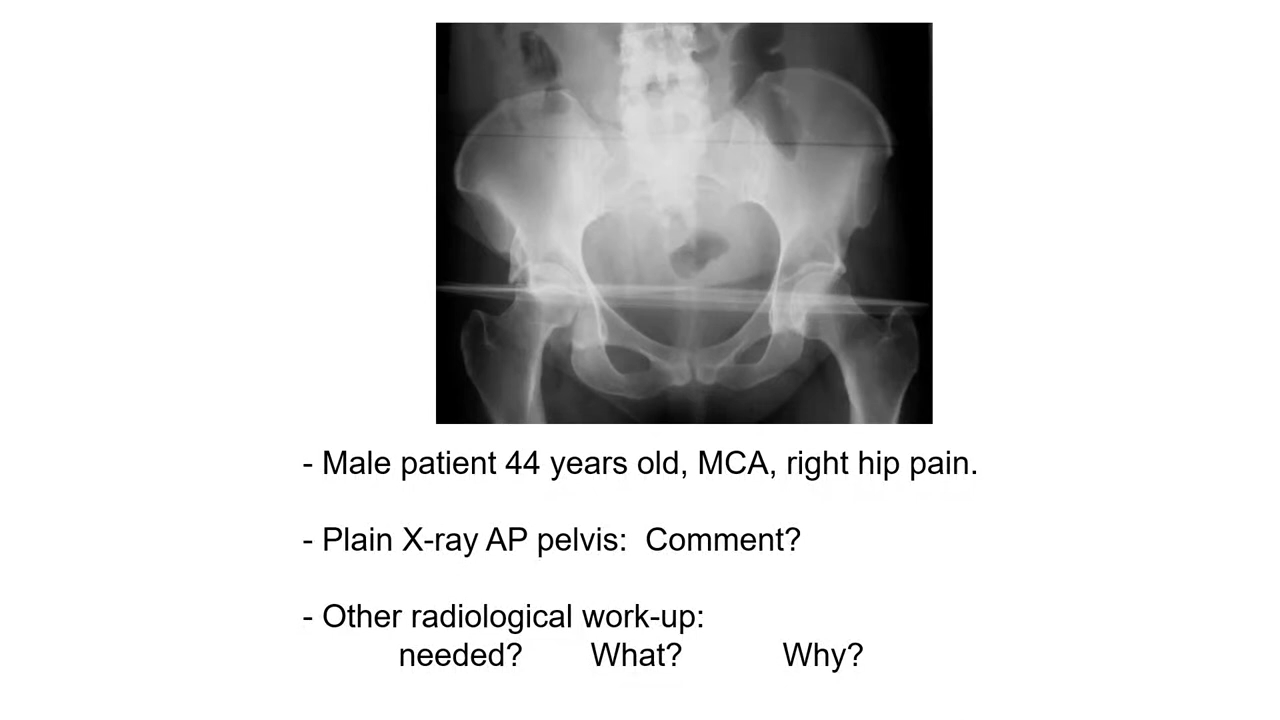 - Male patient 44 years old, MCA, right hip pain.
- Plain X-ray AP pelvis: Comment?
- Other radiological work-up:
needed? What? Why?